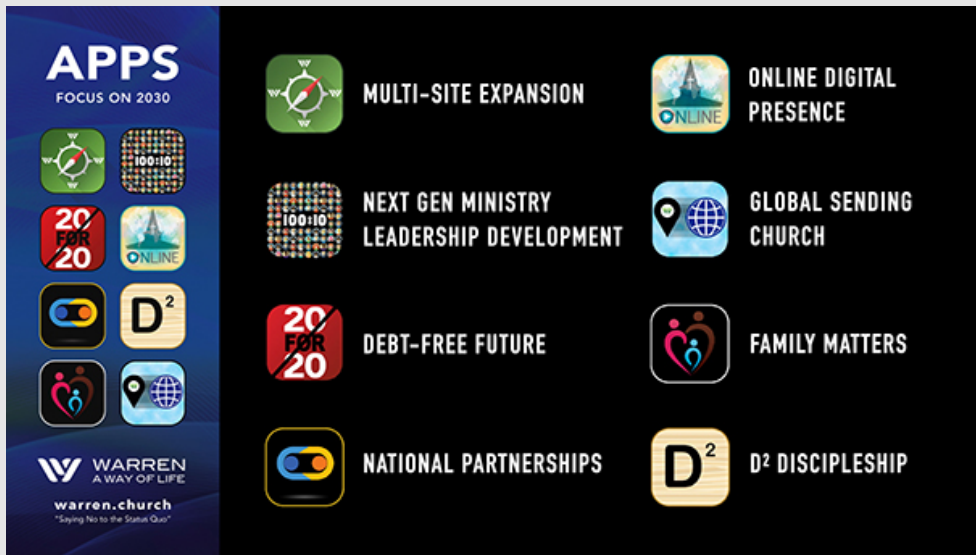 APPS
FOCUS ON 2030
100:10
20
FOR
20
ONLINE
D²
WARREN
A WAY OF LIFE
warren.church
"Saying No to the Status Quo"
MULTI-SITE EXPANSION
100:10
NEXT GEN MINISTRY
LEADERSHIP DEVELOPMENT
20
FOR
20
DEBT-FREE FUTURE
NATIONAL PARTNERSHIPS
ONLINE
ONLINE DIGITAL
PRESENCE
GLOBAL SENDING
CHURCH
FAMILY MATTERS
D²
D² DISCIPLESHIP